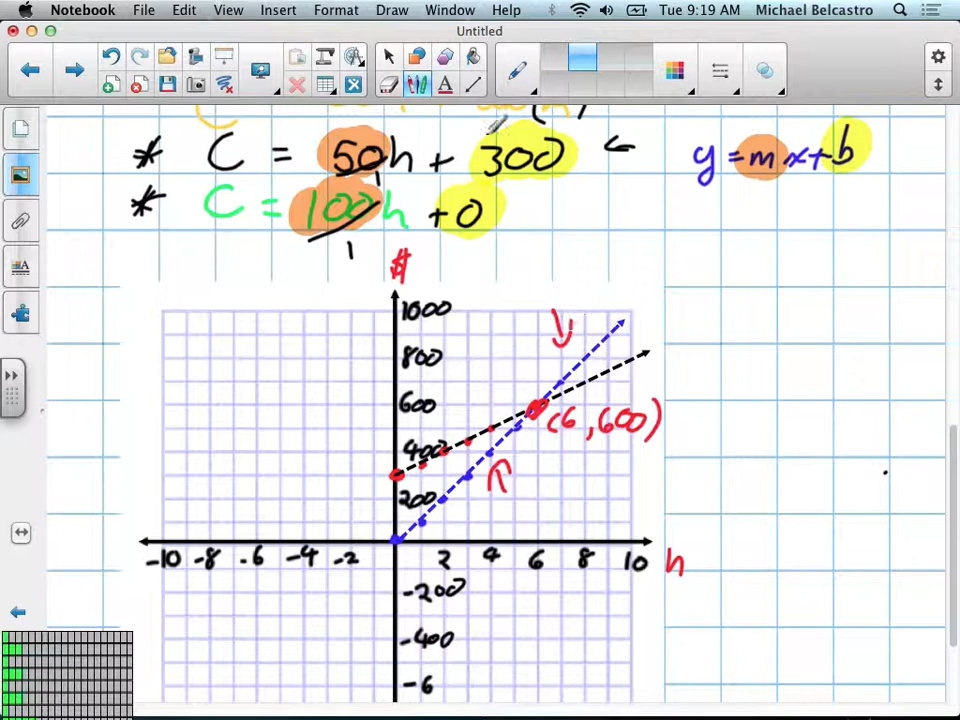 Notebook File Edit View Insert Format Draw Window Help Tue 9:19 AM Michael Belcastro
Untitled
* C = 50h + 300 ← y = mx+b
1
* C = 100h + 0
1
$
1000
800
600
(6,600)
400
200
-10 -8 -6 -4 -2 2 4 6 8 10 h
-200
-400
-6